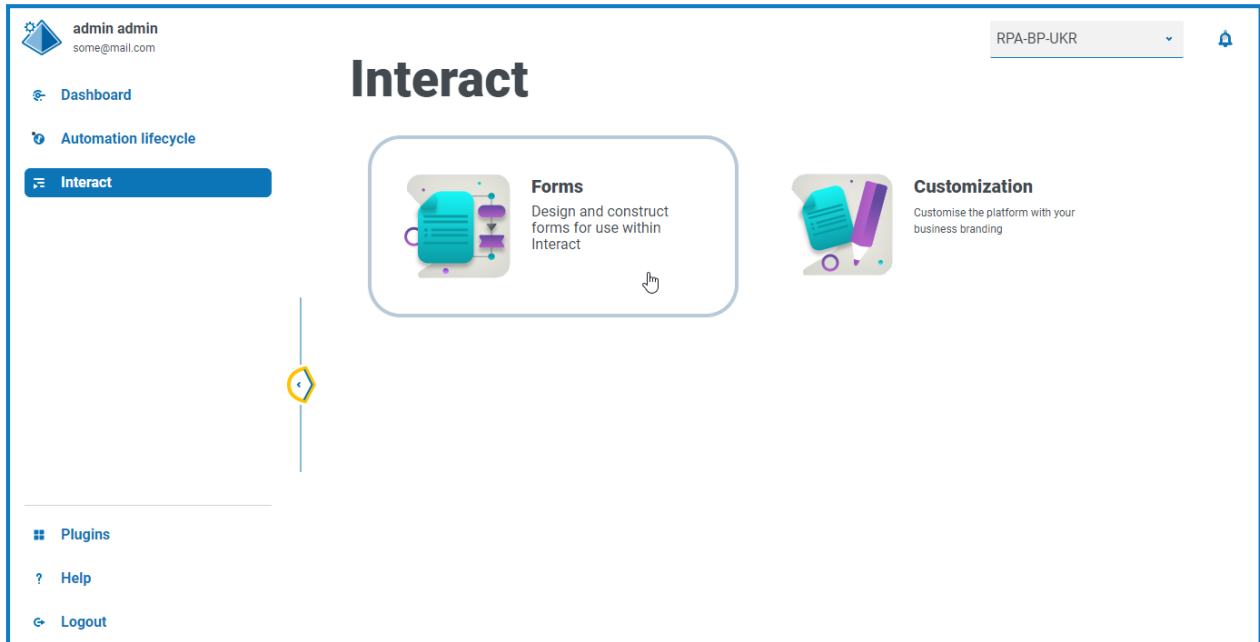 admin admin
some@mail.com
RPA-BP-UKR
Dashboard
Automation lifecycle
Interact
Plugins
Help
Logout
Interact
Forms
Design and construct
forms for use within
Interact
Customization
Customise the platform with your
business branding